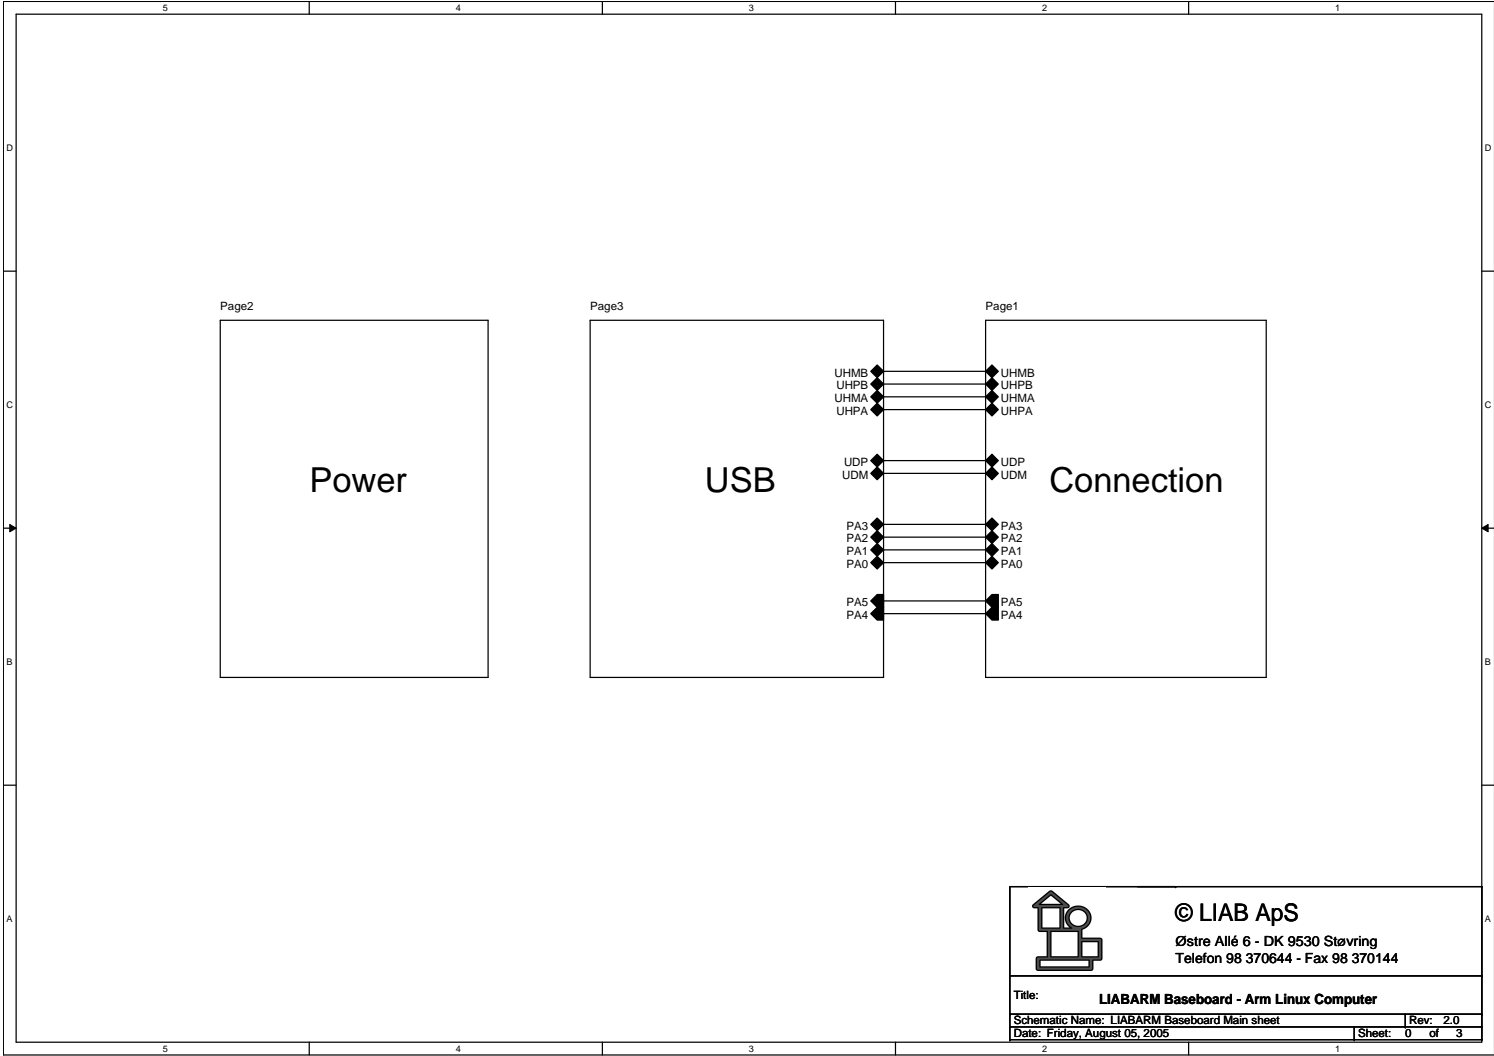 5 4 3 2 1
D D
C C
B B
A A
Page2 Page3 Page1
Power
USB
Connection
UHMB UHMB
UHPB UHPB
UHMA UHMA
UHPA UHPA
UDP UDP
UDM UDM
PA3 PA3
PA2 PA2
PA1 PA1
PA0 PA0
PA5 PA5
PA4 PA4
© LIAB ApS
Østre Allé 6 - DK 9530 Støvring
Telefon 98 370644 - Fax 98 370144
Title: LIABARM Baseboard - Arm Linux Computer
Schematic Name: LIABARM Baseboard Main sheet Rev: 2.0
Date: Friday, August 05, 2005 Sheet: 0 of 3
5 4 3 2 1